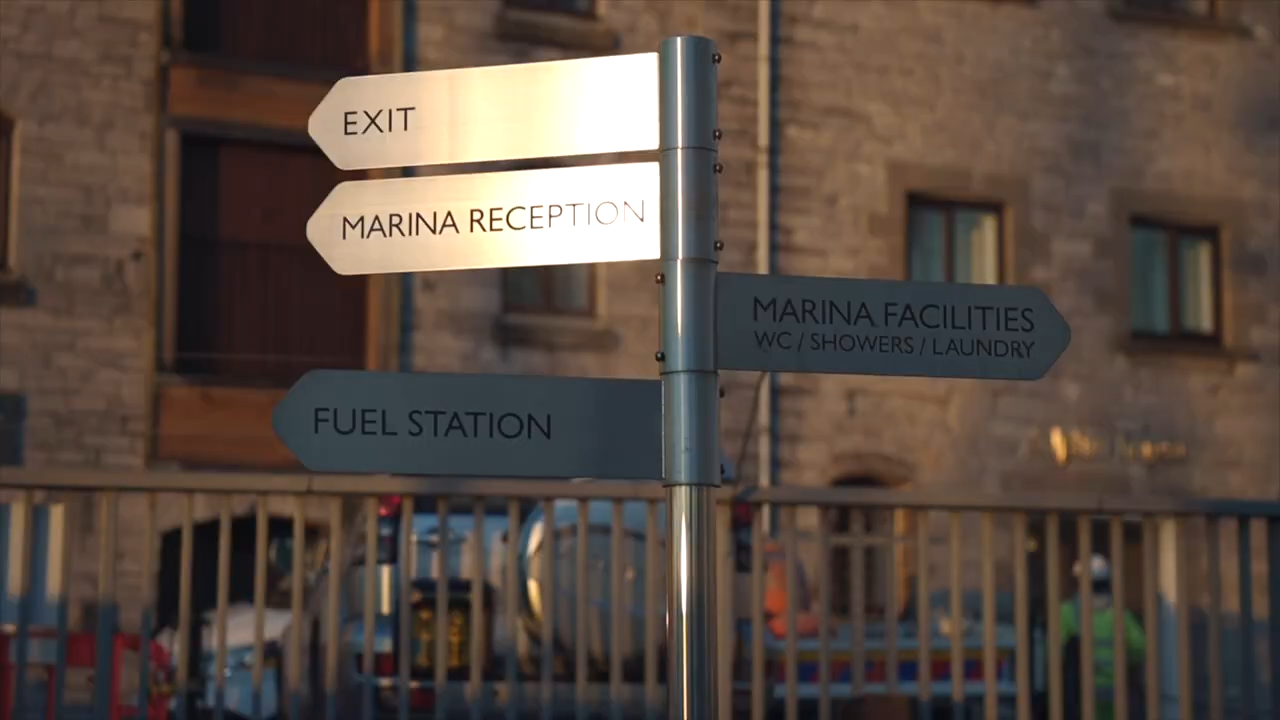 EXIT
MARINA RECEPTION
MARINA FACILITIES
WC / SHOWERS / LAUNDRY
FUEL STATION